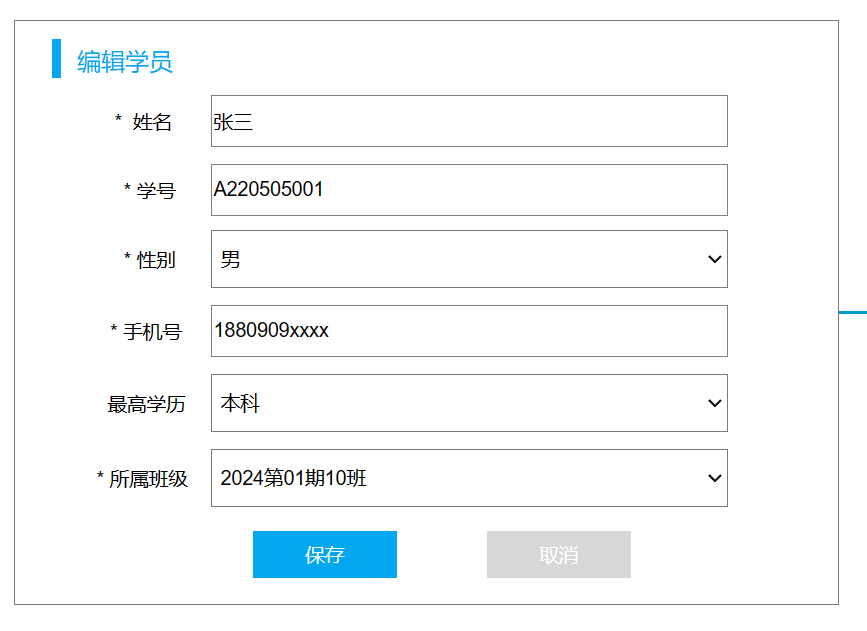 编辑学员
* 姓名 张三
* 学号 A220505001
* 性别 男
* 手机号 1880909xxxx
最高学历 本科
* 所属班级 2024第01期10班
保存 取消